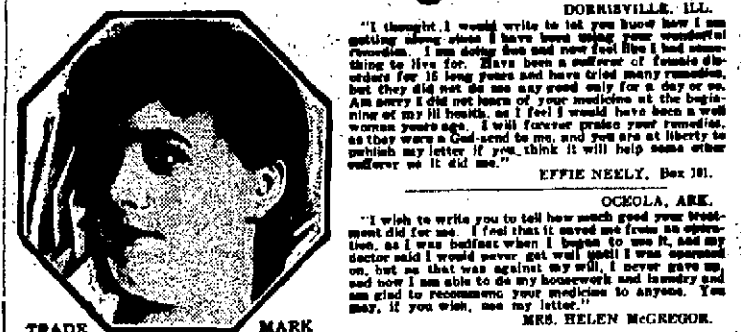 DORRISVILLE, ILL.
"I thought I would write to let you know how I am
getting along since I have been using your wonderful
remedies. I am doing fine and now feel like I had some-
thing to live for. Have been a sufferer of female dis-
orders for 15 long years and have tried many remedies,
but they did not do me any good only for a day or so.
Am sorry I did not learn of your medicine at the begin-
ning of my ill health, as I feel I would have been a well
woman years ago. I will forever praise your remedies,
as they were a God-send to me, and you are at liberty to
publish my letter if you think it will help some other
sufferer as it did me."
EFFIE NEELY, Box 101.
OCEOLA, ARK.
"I wish to write you to tell how much good your treat-
ment did for me. I feel that it saved me from an opera-
tion, as I was bedfast when I began to use it, and my
doctor said I would never get well until I was operated
on, but as that was against my will, I never gave up,
and now I am able to do my housework and laundry and
am glad to recommend your medicine to anyone. You
may, if you wish, use my letter."
MRS. HELEN McGREGOR.
TRADE MARK